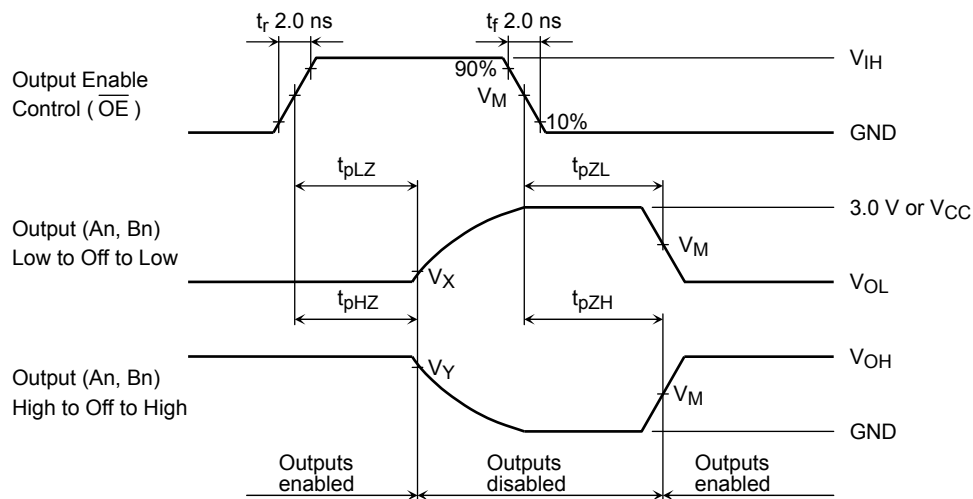 tr 2.0 ns
tf 2.0 ns
Output Enable
Control ( OE )
90%
VM
10%
VIH
GND
tpLZ
tpZL
Output (An, Bn)
Low to Off to Low
VX
VM
3.0 V or VCC
VOL
tpHZ
tpZH
Output (An, Bn)
High to Off to High
VY
VM
VOH
GND
Outputs
enabled
Outputs
disabled
Outputs
enabled